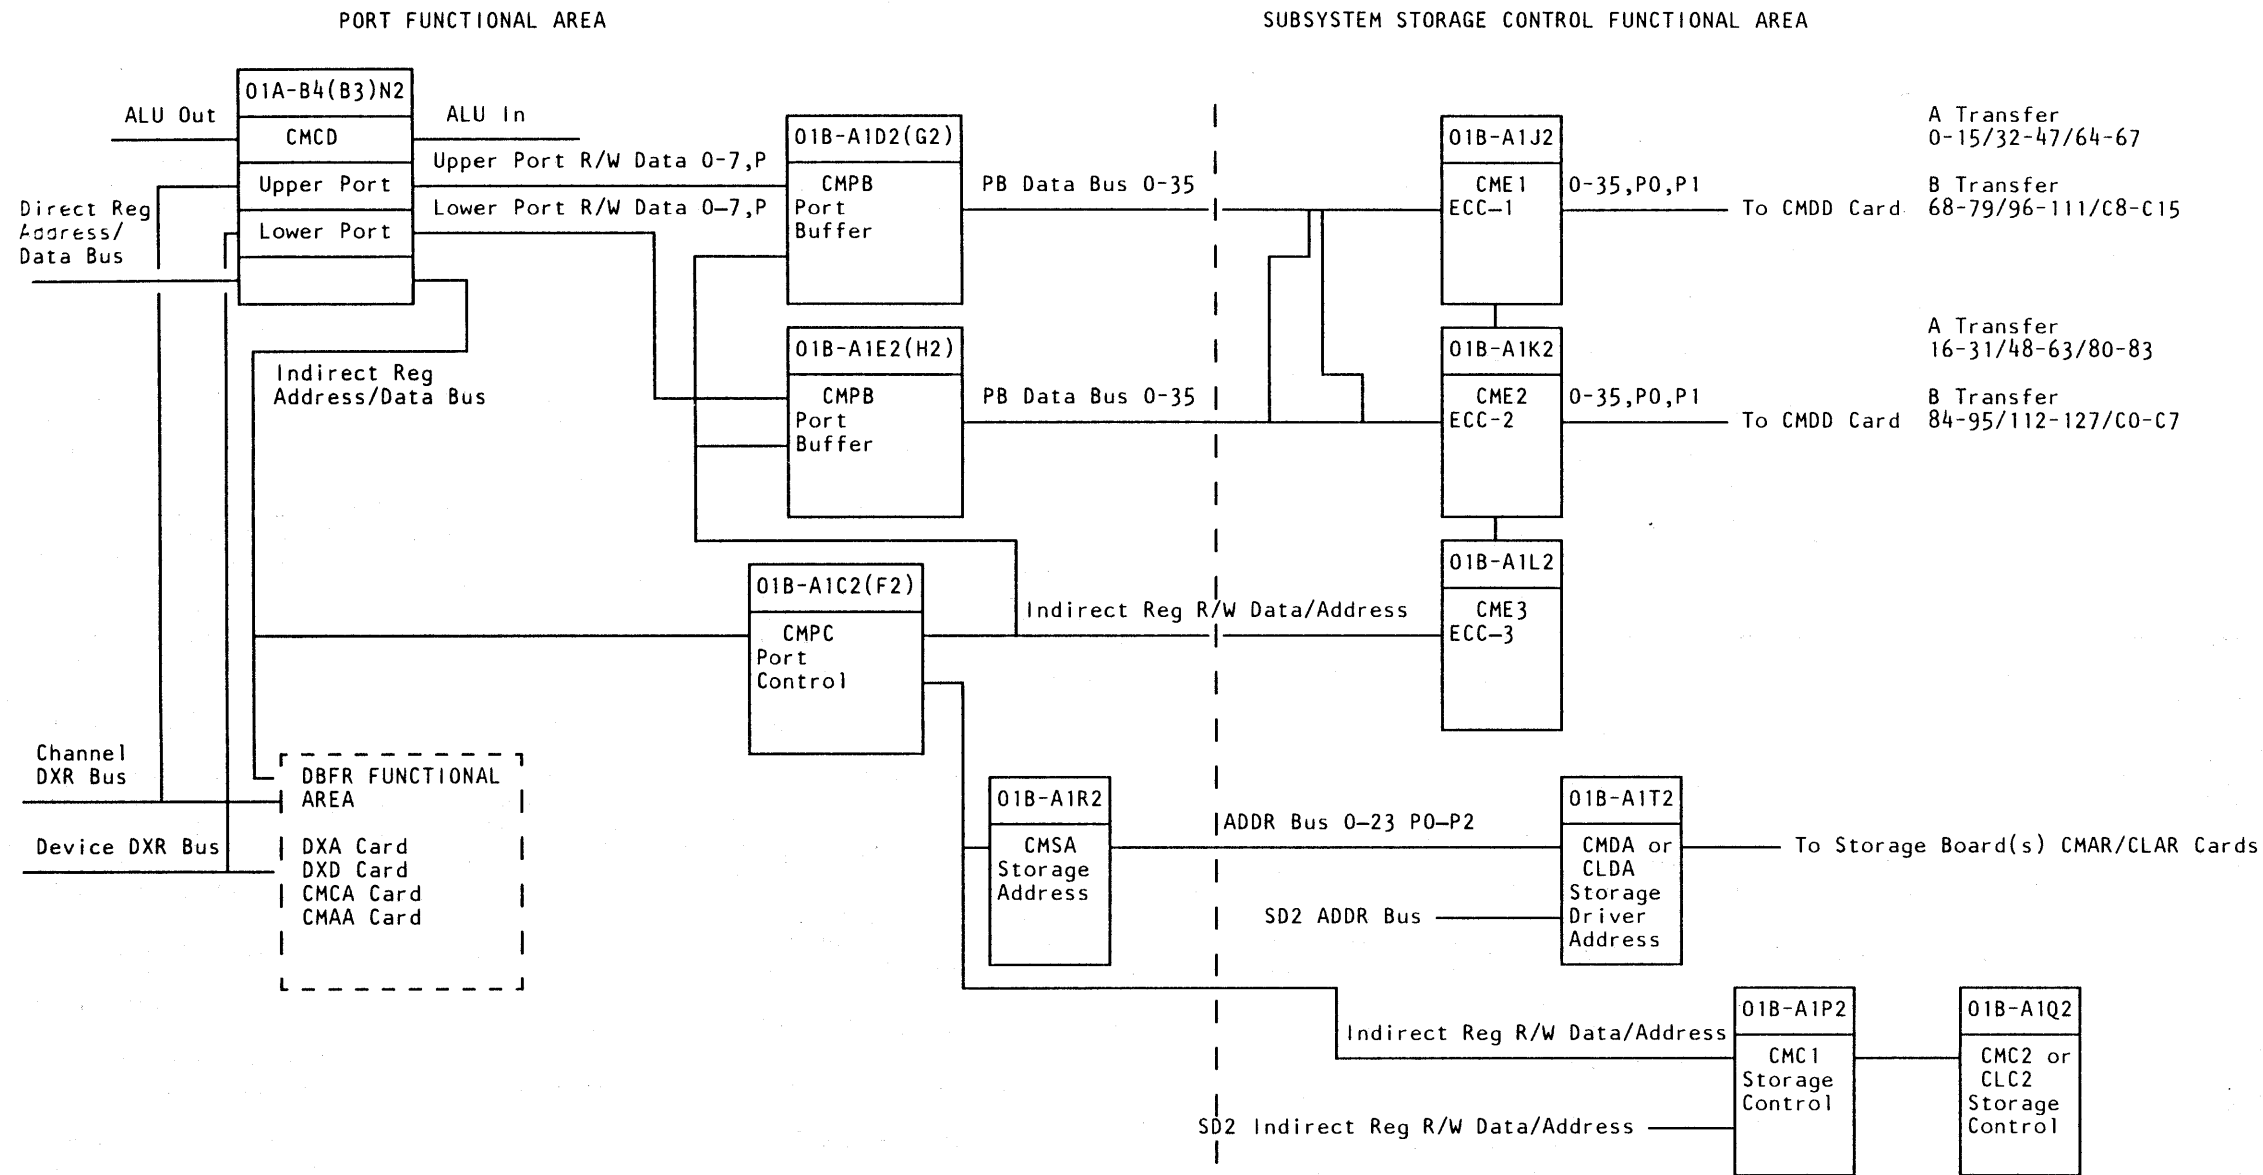 PORT FUNCTIONAL AREA
SUBSYSTEM STORAGE CONTROL FUNCTIONAL AREA
01A-B4(B3)N2
ALU Out
CMCD
ALU In
Upper Port
Upper Port R/W Data 0-7,P
Lower Port
Lower Port R/W Data 0-7,P
Direct Reg
Address/
Data Bus
Indirect Reg
Address/Data Bus
01B-A1D2(G2)
CMPB
Port
Buffer
PB Data Bus 0-35
01B-A1E2(H2)
CMPB
Port
Buffer
PB Data Bus 0-35
01B-A1J2
CME1
ECC-1
0-35,P0,P1
To CMDD Card
A Transfer
0-15/32-47/64-67
B Transfer
68-79/96-111/C8-C15
01B-A1K2
CME2
ECC-2
0-35,P0,P1
To CMDD Card
A Transfer
16-31/48-63/80-83
B Transfer
84-95/112-127/C0-C7
01B-A1C2(F2)
CMPC
Port
Control
Indirect Reg R/W Data/Address
01B-A1L2
CME3
ECC-3
Channel
DXR Bus
Device DXR Bus
DBFR FUNCTIONAL
AREA
DXA Card
DXD Card
CMCA Card
CMAA Card
01B-A1R2
CMSA
Storage
Address
ADDR Bus 0-23 P0-P2
SD2 ADDR Bus
01B-A1T2
CMDA or
CLDA
Storage
Driver
Address
To Storage Board(s) CMAR/CLAR Cards
Indirect Reg R/W Data/Address
SD2 Indirect Reg R/W Data/Address
01B-A1P2
CMC1
Storage
Control
01B-A1Q2
CMC2 or
CLC2
Storage
Control